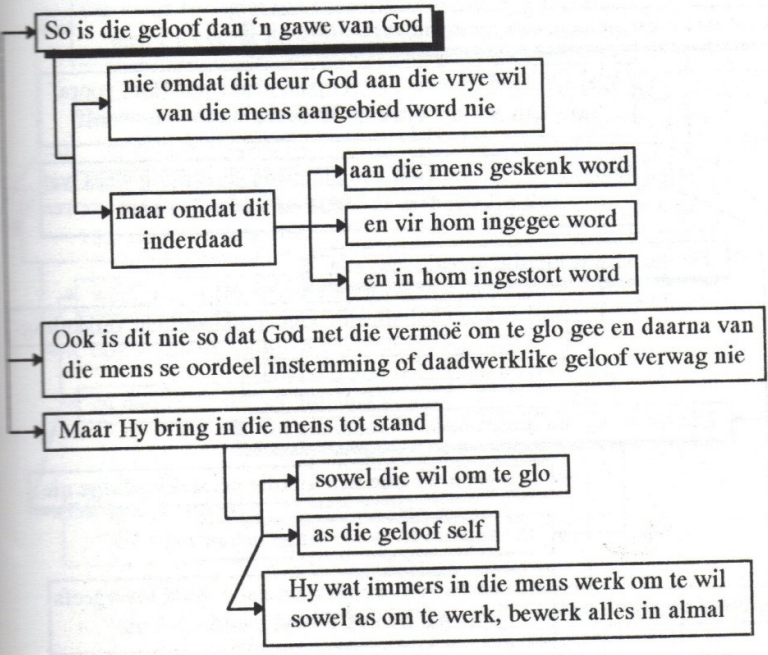 So is die geloof dan ‘n gawe van God
nie omdat dit deur God aan die vrye wil
van die mens aangebied word nie
maar omdat dit
inderdaad
aan die mens geskenk word
en vir hom ingegee word
en in hom ingestort word
Ook is dit nie so dat God net die vermoë om te glo gee en daarna van
die mens se oordeel instemming of daadwerklike geloof verwag nie
Maar Hy bring in die mens tot stand
sowel die wil om te glo
as die geloof self
Hy wat immers in die mens werk om te wil
sowel as om te werk, bewerk alles in almal